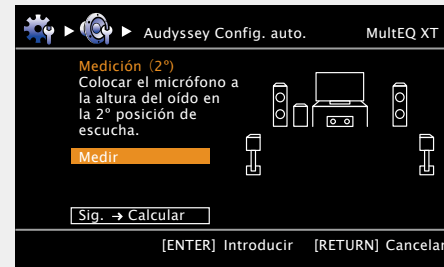 Audyssey Config. auto. MultEQ XT
Medición (2º)
Colocar el micrófono a
la altura del oído en
la 2º posición de
escucha.
Medir
Sig. → Calcular
[ENTER] Introducir [RETURN] Cancelar